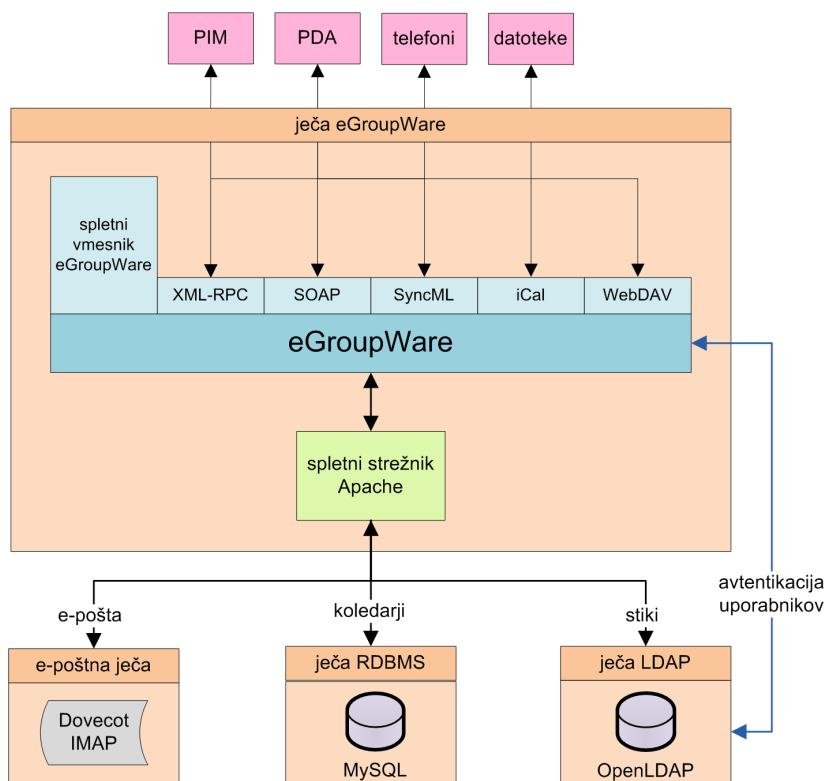 PIM
PDA
telefoni
datoteke
ječa eGroupWare
spletni
vmesnik
eGroupWare
XML-RPC
SOAP
SyncML
iCal
WebDAV
eGroupWare
spletni strežnik
Apache
avtentikacija
uporabnikov
e-pošta
koledarji
stiki
e-poštna ječa
ječa RDBMS
ječa LDAP
Dovecot
IMAP
MySQL
OpenLDAP